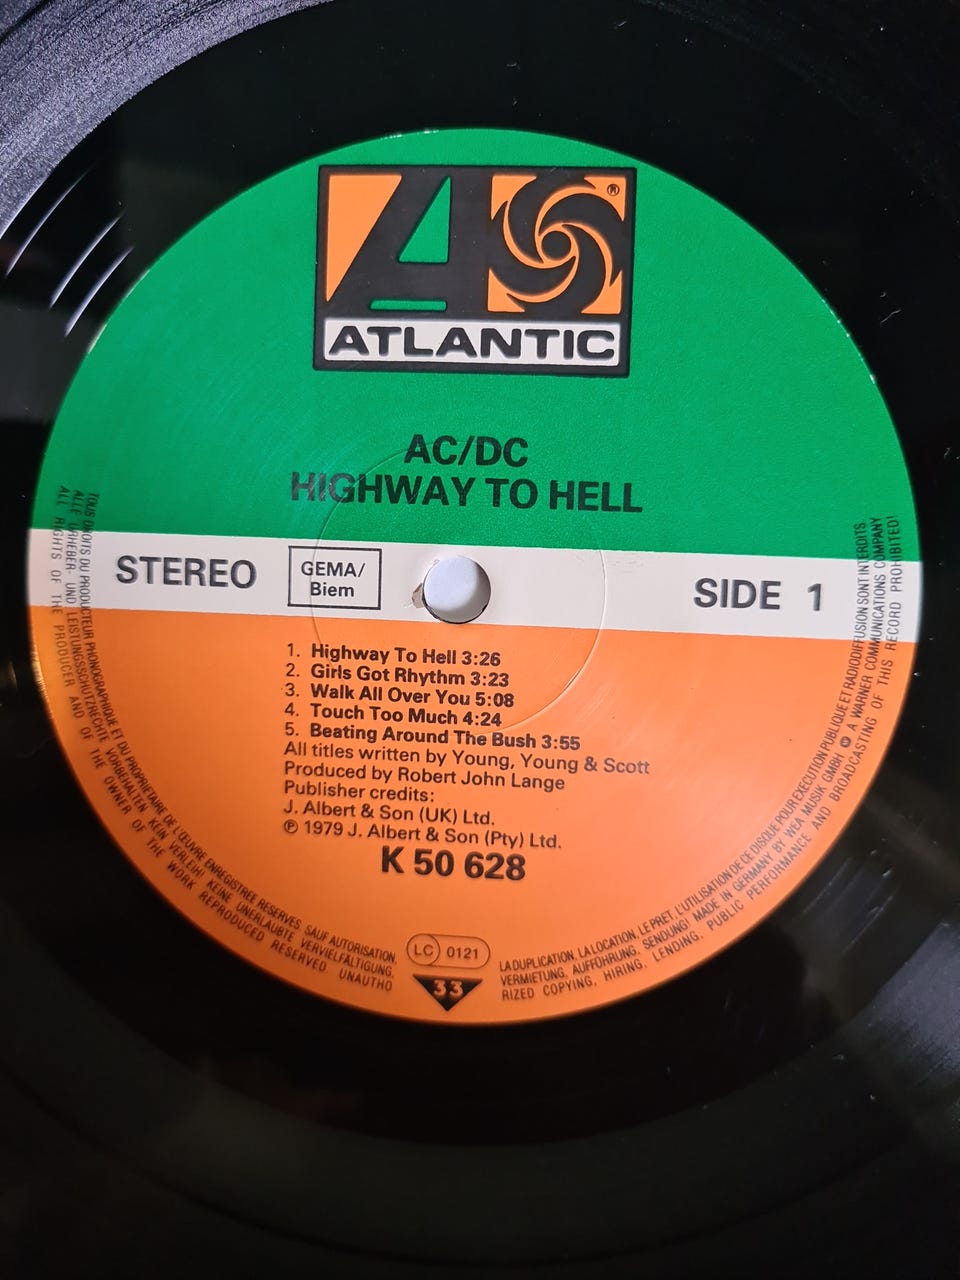 ®
ATLANTIC
AC/DC
HIGHWAY TO HELL
STEREO
GEMA/
Biem
SIDE 1
1. Highway To Hell 3:26
2. Girls Got Rhythm 3:23
3. Walk All Over You 5:08
4. Touch Too Much 4:24
5. Beating Around The Bush 3:55
All titles written by Young, Young & Scott
Produced by Robert John Lange
Publisher credits:
J. Albert & Son (UK) Ltd.
℗ 1979 J. Albert & Son (Pty) Ltd.
K 50 628
LC 0121
33
TOUS DROITS DU PRODUCTEUR PHONOGRAPHIQUE ET DU PROPRIETAIRE DE L'ŒUVRE ENREGISTREE RESERVES. SAUF AUTORISATION,
LA DUPLICATION, LA LOCATION, LE PRET, L'UTILISATION DE CE DISQUE POUR EXECUTION PUBLIQUE ET RADIODIFFUSION SONT INTERDITS
ALLE URHEBER- UND LEISTUNGSSCHUTZRECHTE VORBEHALTEN. KEIN VERLEIH! KEINE UNERLAUBTE VERVIELFÄLTIGUNG,
VERMIETUNG, AUFFÜHRUNG, SENDUNG! MADE IN GERMANY BY WEA MUSIK GMBH A WARNER COMMUNICATIONS COMPANY
ALL RIGHTS OF THE PRODUCER AND OF THE OWNER OF THE WORK REPRODUCED RESERVED. UNAUTHO
RIZED COPYING, HIRING, LENDING, PUBLIC PERFORMANCE AND BROADCASTING OF THIS RECORD PROHIBITED!